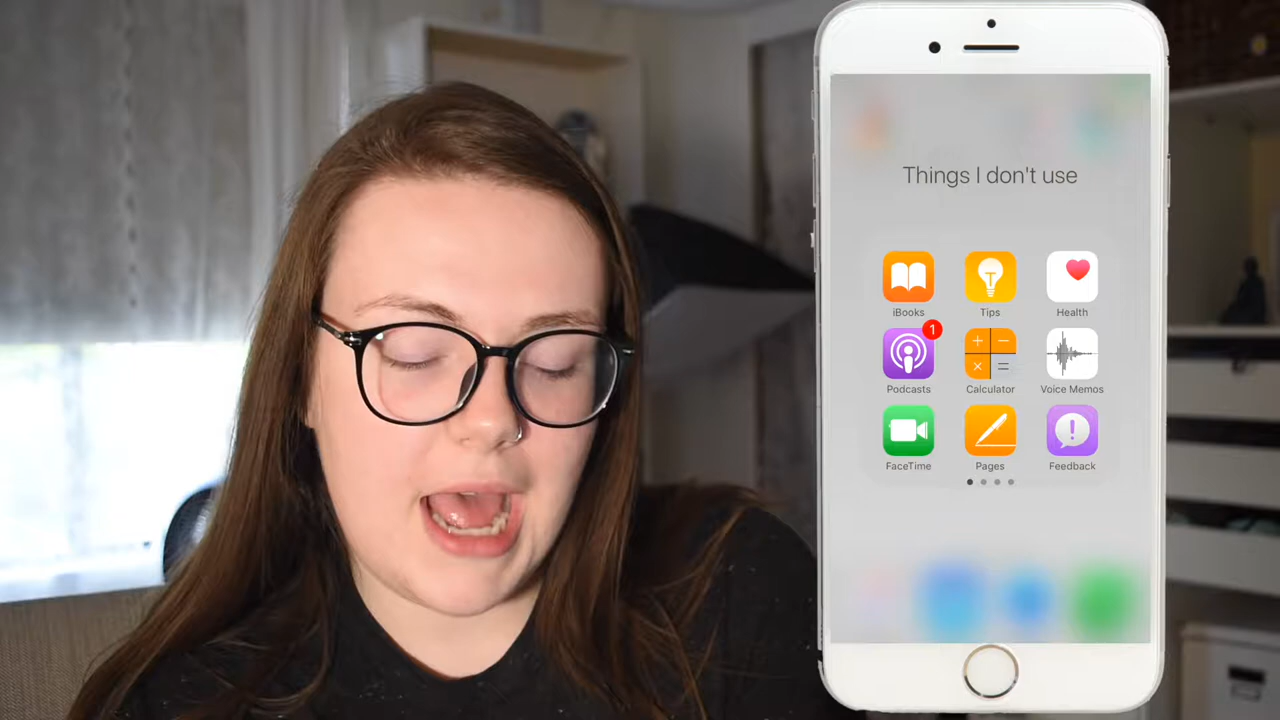 Things I don't use
iBooks Tips Health
1
Podcasts Calculator Voice Memos
FaceTime Pages Feedback